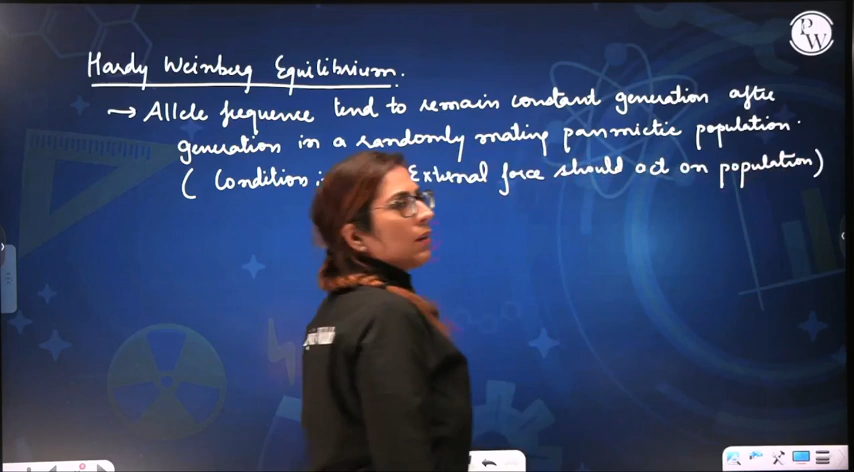 Hardy Weinberg Equilibrium.
→ Allele frequence tend to remain constant generation after
generation in a randomly mating panmictic population.
( Condition : External force should act on population)
PW